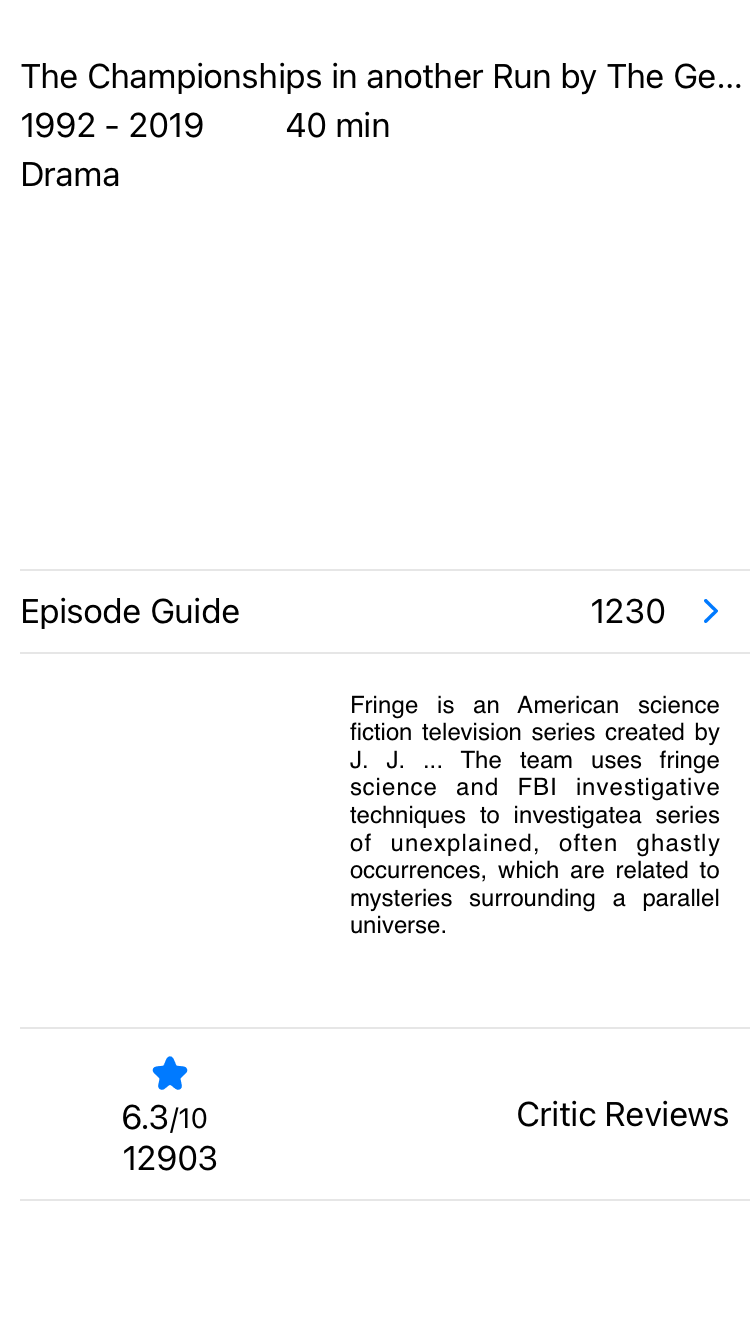 The Championships in another Run by The Ge...
1992 - 2019 40 min
Drama
Episode Guide 1230
Fringe is an American science
fiction television series created by
J. J. ... The team uses fringe
science and FBI investigative
techniques to investigatea series
of unexplained, often ghastly
occurrences, which are related to
mysteries surrounding a parallel
universe.
6.3/10
12903
Critic Reviews